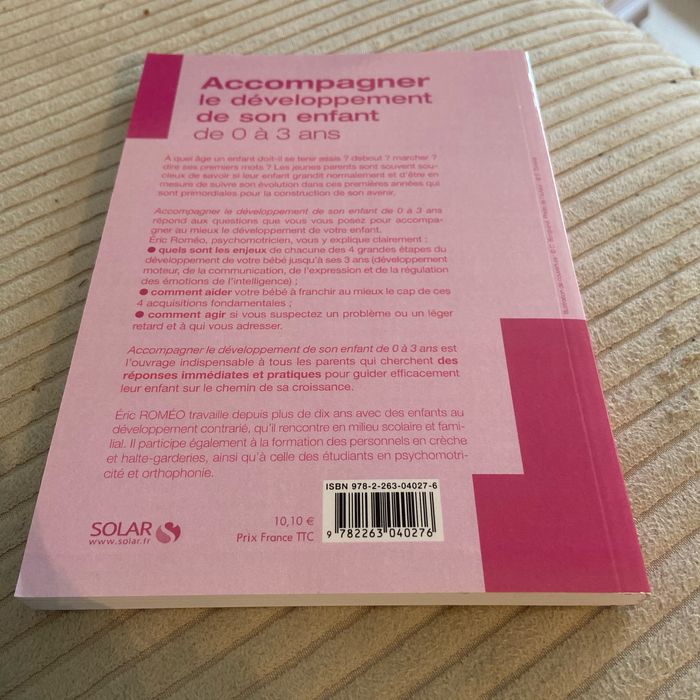 Accompagner
le développement
de son enfant
de 0 à 3 ans
À quel âge un enfant doit-il se tenir assis ? debout ? marcher ?
dire ses premiers mots ? Les jeunes parents sont souvent sou-
cieux de savoir si leur enfant grandit normalement et d'être en
mesure de suivre son évolution dans ces premières années qui
sont primordiales pour la construction de son avenir.
Accompagner le développement de son enfant de 0 à 3 ans
répond aux questions que vous vous posez pour accompa-
gner au mieux le développement de votre enfant.
Éric Roméo, psychomotricien, vous y explique clairement :
● quels sont les enjeux de chacune des 4 grandes étapes du
développement de votre bébé jusqu'à ses 3 ans (développement
moteur, de la communication, de l'expression et de la régulation
des émotions de l'intelligence) ;
● comment aider votre bébé à franchir au mieux le cap de ces
4 acquisitions fondamentales ;
● comment agir si vous suspectez un problème ou un léger
retard et à qui vous adresser.
Accompagner le développement de son enfant de 0 à 3 ans est
l'ouvrage indispensable à tous les parents qui cherchent des
réponses immédiates et pratiques pour guider efficacement
leur enfant sur le chemin de sa croissance.
Éric ROMÉO travaille depuis plus de dix ans avec des enfants au
développement contrarié, qu'il rencontre en milieu scolaire et fami-
lial. Il participe également à la formation des personnels en crèche
et halte-garderies, ainsi qu'à celle des étudiants en psychomotri-
cité et orthophonie.
ISBN 978-2-263-04027-6
SOLAR
www.solar.fr
10,10 €
Prix France TTC
9 782263 040276